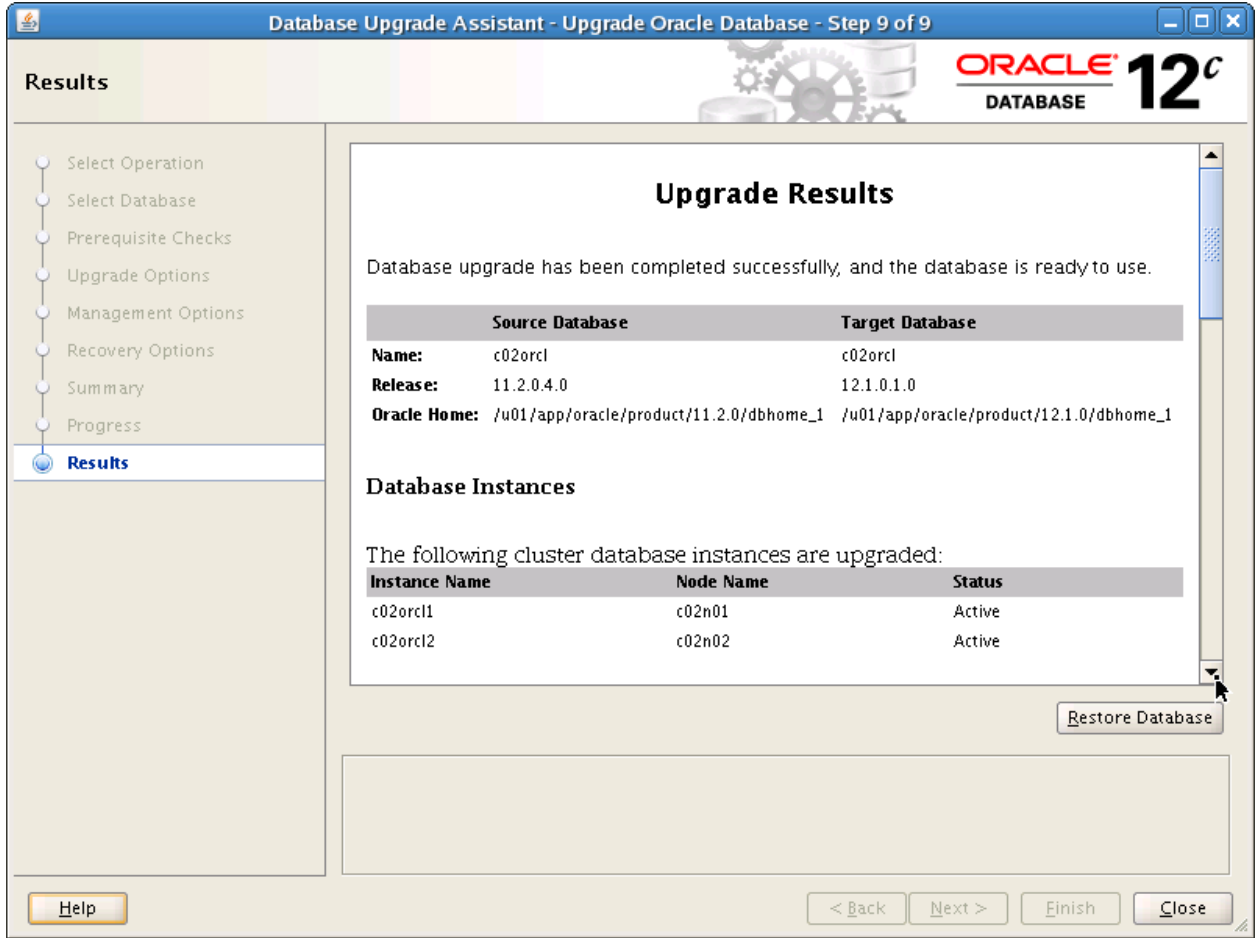 Database Upgrade Assistant - Upgrade Oracle Database - Step 9 of 9
Results
ORACLE
DATABASE
12c
Select Operation
Select Database
Prerequisite Checks
Upgrade Options
Management Options
Recovery Options
Summary
Progress
Results
Upgrade Results
Database upgrade has been completed successfully, and the database is ready to use.
Source Database Target Database
Name: c02orcl c02orcl
Release: 11.2.0.4.0 12.1.0.1.0
Oracle Home: /u01/app/oracle/product/11.2.0/dbhome_1 /u01/app/oracle/product/12.1.0/dbhome_1
Database Instances
The following cluster database instances are upgraded:
Instance Name Node Name Status
c02orcl1 c02n01 Active
c02orcl2 c02n02 Active
Restore Database
Help < Back Next > Finish Close